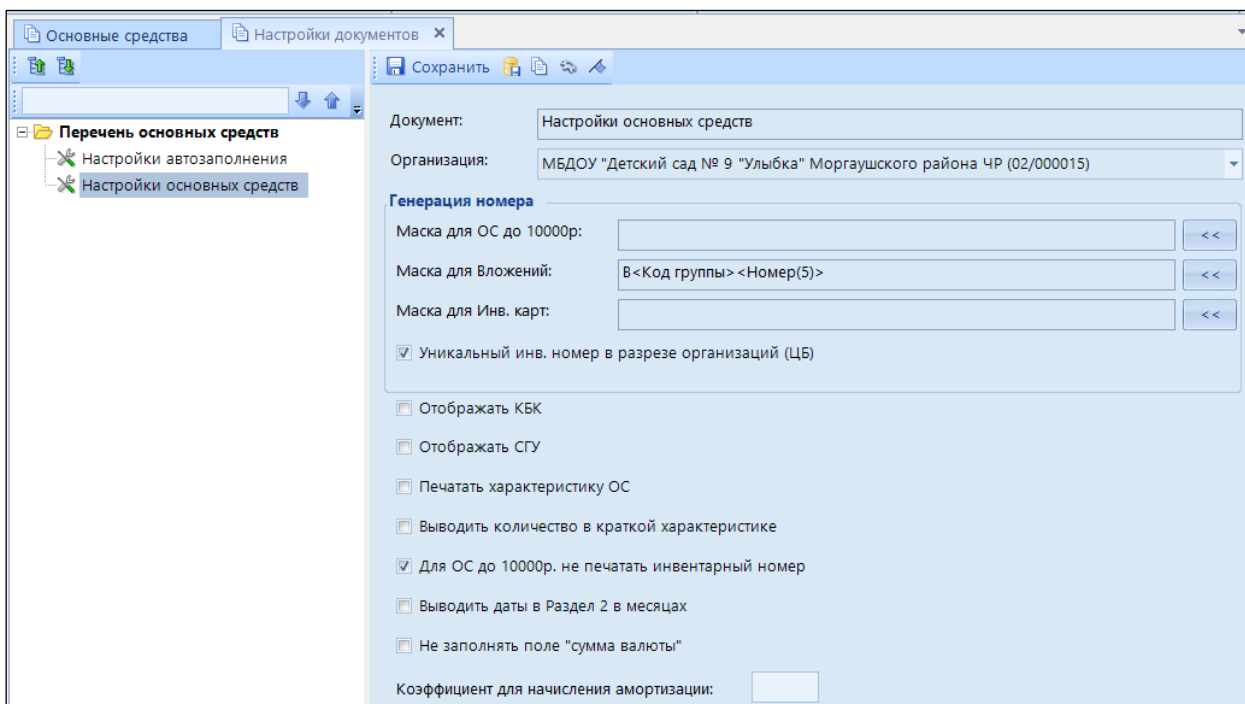 Основные средства
Настройки документов
Сохранить
Перечень основных средств
Настройки автозаполнения
Настройки основных средств
Документ: Настройки основных средств
Организация: МБДОУ "Детский сад № 9 "Улыбка" Моргаушского района ЧР (02/000015)
Генерация номера
Маска для ОС до 10000р: <<
Маска для Вложений: В<Код группы><Номер(5)> <<
Маска для Инв. карт: <<
Уникальный инв. номер в разрезе организаций (ЦБ)
Отображать КБК
Отображать СГУ
Печатать характеристику ОС
Выводить количество в краткой характеристике
Для ОС до 10000р. не печатать инвентарный номер
Выводить даты в Раздел 2 в месяцах
Не заполнять поле "сумма валюты"
Коэффициент для начисления амортизации: